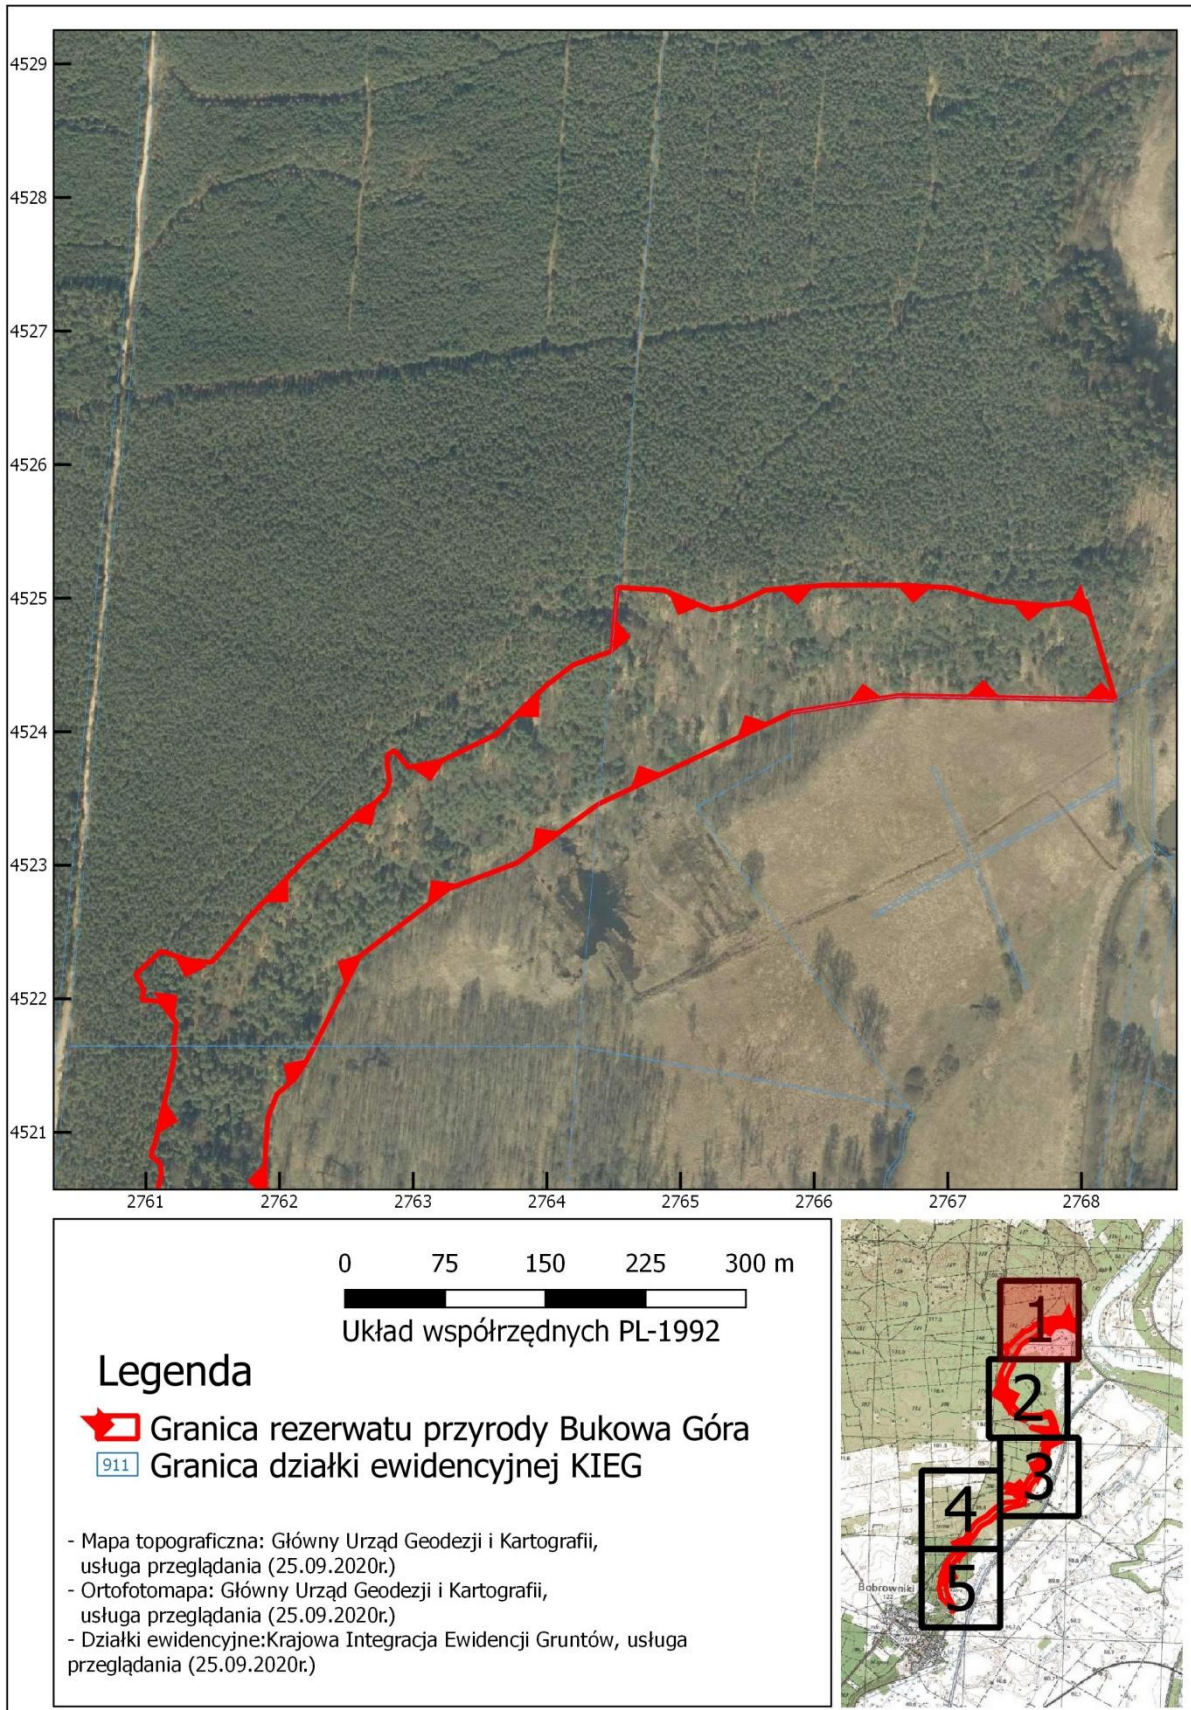 4529
4528
4527
4526
4525
4524
4523
4522
4521
2761 2762 2763 2764 2765 2766 2767 2768
0 75 150 225 300 m
Układ współrzędnych PL-1992
Legenda
Granica rezerwatu przyrody Bukowa Góra
911 Granica działki ewidencyjnej KIEG
- Mapa topograficzna: Główny Urząd Geodezji i Kartografii,
usługa przeglądania (25.09.2020r.)
- Ortofotomapa: Główny Urząd Geodezji i Kartografii,
usługa przeglądania (25.09.2020r.)
- Działki ewidencyjne:Krajowa Integracja Ewidencji Gruntów, usługa
przeglądania (25.09.2020r.)
1
2
3
4
5
Bobrowniki